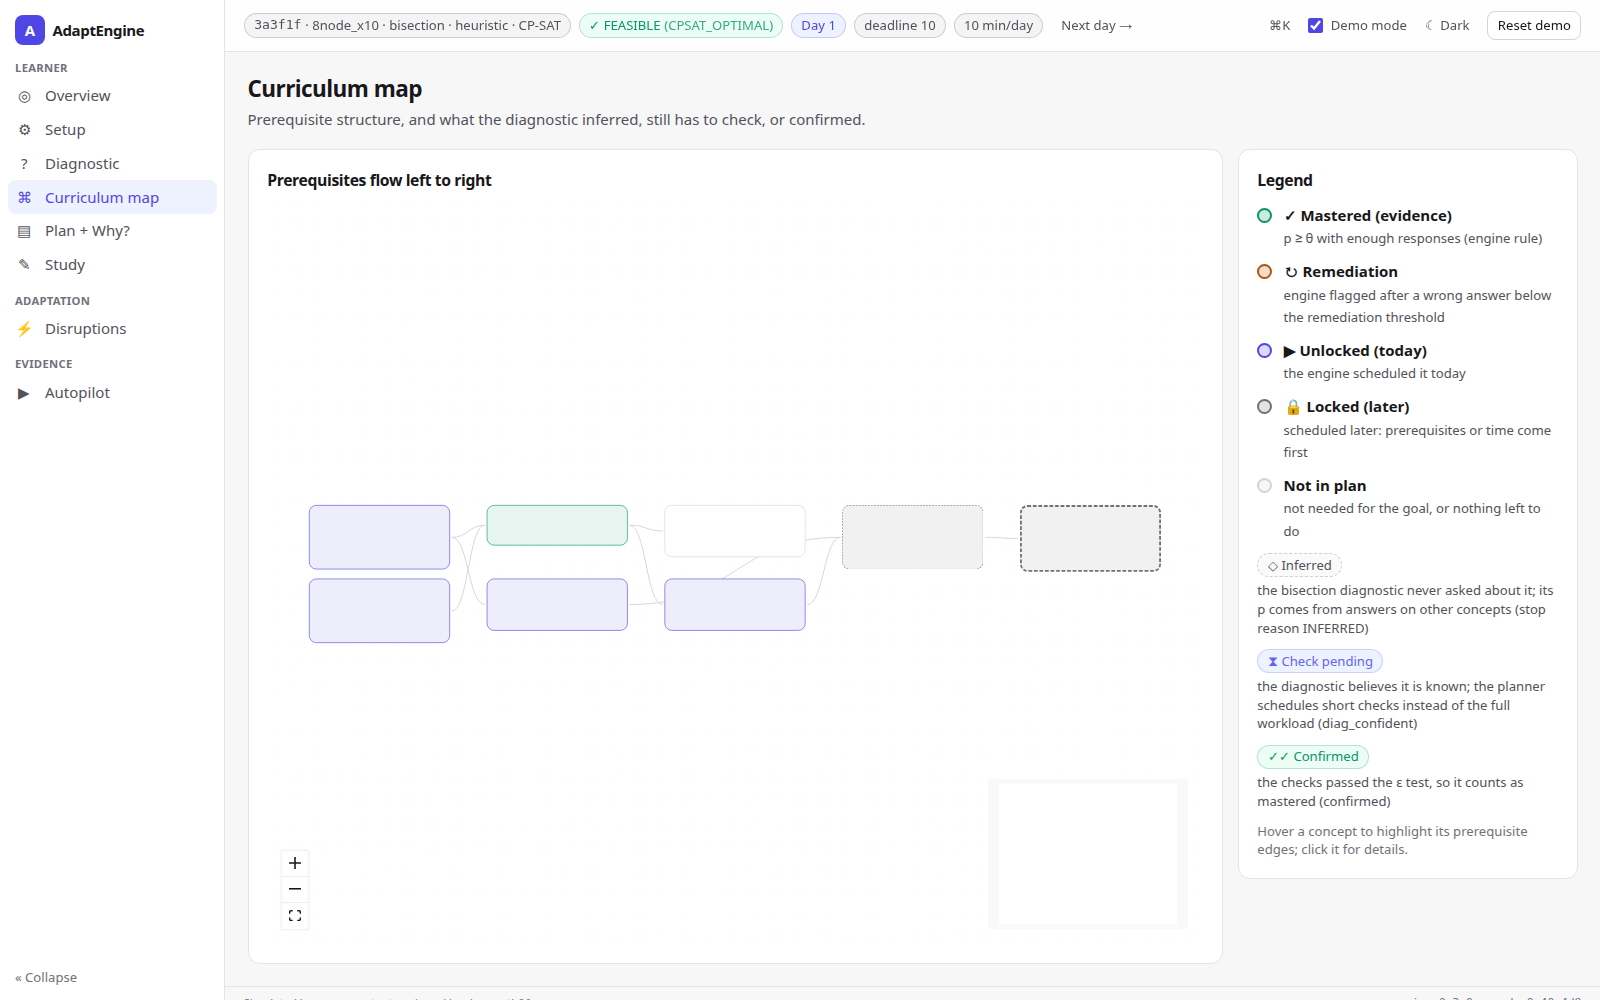 A AdaptEngine
LEARNER
Overview
Setup
? Diagnostic
Curriculum map
Plan + Why?
Study
ADAPTATION
Disruptions
EVIDENCE
Autopilot
« Collapse
3a3f1f · 8node_x10 · bisection · heuristic · CP-SAT
✓ FEASIBLE (CPSAT_OPTIMAL)
Day 1
deadline 10
10 min/day
Next day →
⌘K
Demo mode
☾ Dark
Reset demo
Curriculum map
Prerequisite structure, and what the diagnostic inferred, still has to check, or confirmed.
Prerequisites flow left to right
Legend
✓ Mastered (evidence)
p ≥ θ with enough responses (engine rule)
↻ Remediation
engine flagged after a wrong answer below
the remediation threshold
▶ Unlocked (today)
the engine scheduled it today
🔒 Locked (later)
scheduled later: prerequisites or time come
first
Not in plan
not needed for the goal, or nothing left to
do
◇ Inferred
the bisection diagnostic never asked about it; its
p comes from answers on other concepts (stop
reason INFERRED)
⧗ Check pending
the diagnostic believes it is known; the planner
schedules short checks instead of the full
workload (diag_confident)
✓✓ Confirmed
the checks passed the ε test, so it counts as
mastered (confirmed)
Hover a concept to highlight its prerequisite
edges; click it for details.